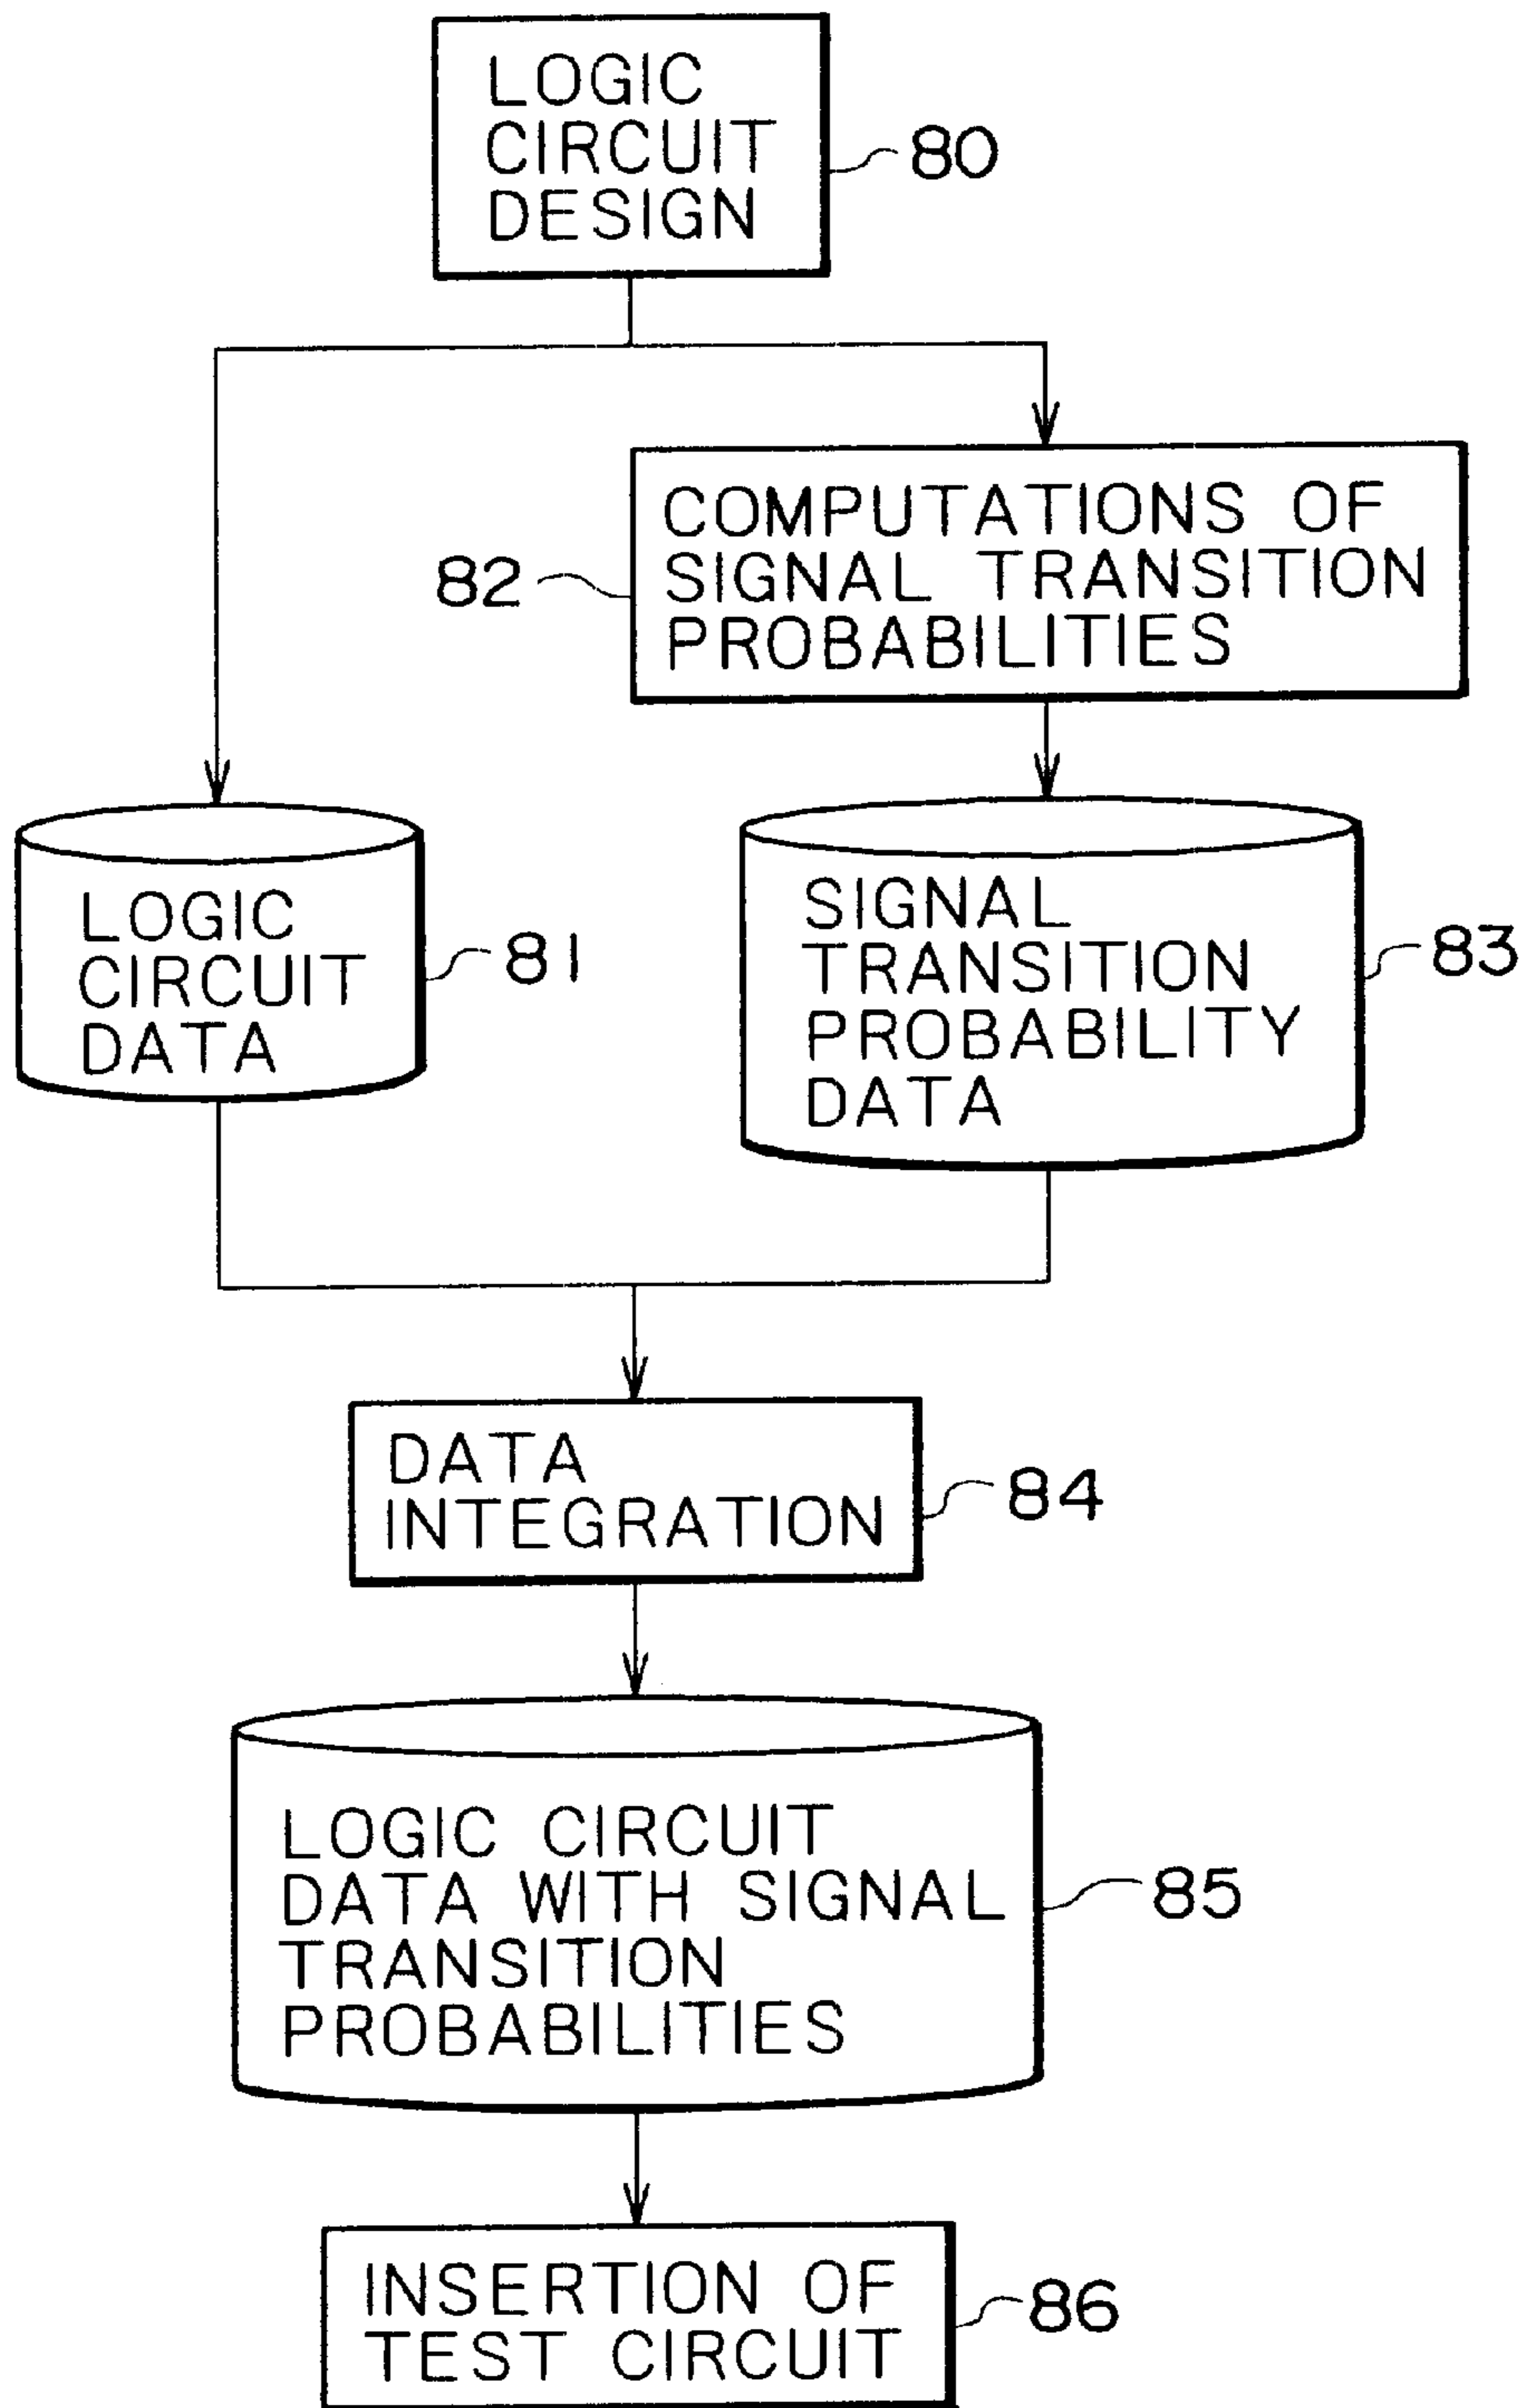 LOGIC
CIRCUIT
DESIGN
80
COMPUTATIONS OF
SIGNAL TRANSITION
PROBABILITIES
82
LOGIC
CIRCUIT
DATA
81
SIGNAL
TRANSITION
PROBABILITY
DATA
83
DATA
INTEGRATION
84
LOGIC CIRCUIT
DATA WITH SIGNAL
TRANSITION
PROBABILITIES
85
INSERTION OF
TEST CIRCUIT
86